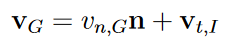 𝐯_G = v_{n,G}𝐧 + 𝐯_{t,I}